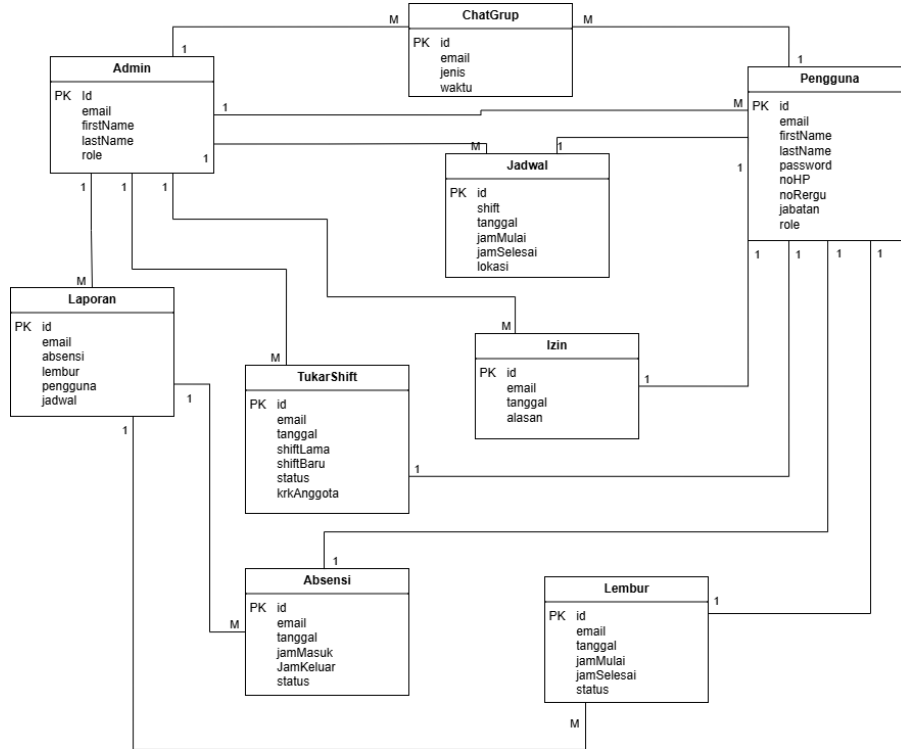 M
ChatGrup
M
PK id
email
jenis
waktu
1
1
Admin
PK Id
email
firstName
lastName
role
1
M
1
M
1
1
1
1
1
Pengguna
PK id
email
firstName
lastName
password
noHP
noRergu
jabatan
role
1
1
1
1
Jadwal
PK id
shift
tanggal
jamMulai
jamSelesai
lokasi
M
Laporan
PK id
email
absensi
lembur
pengguna
jadwal
1
1
M
TukarShift
PK id
email
tanggal
shiftLama
shiftBaru
status
krkAnggota
1
M
Izin
PK id
email
tanggal
alasan
1
1
M
Absensi
PK id
email
tanggal
jamMasuk
JamKeluar
status
Lembur
PK id
email
tanggal
jamMulai
jamSelesai
status
1
M